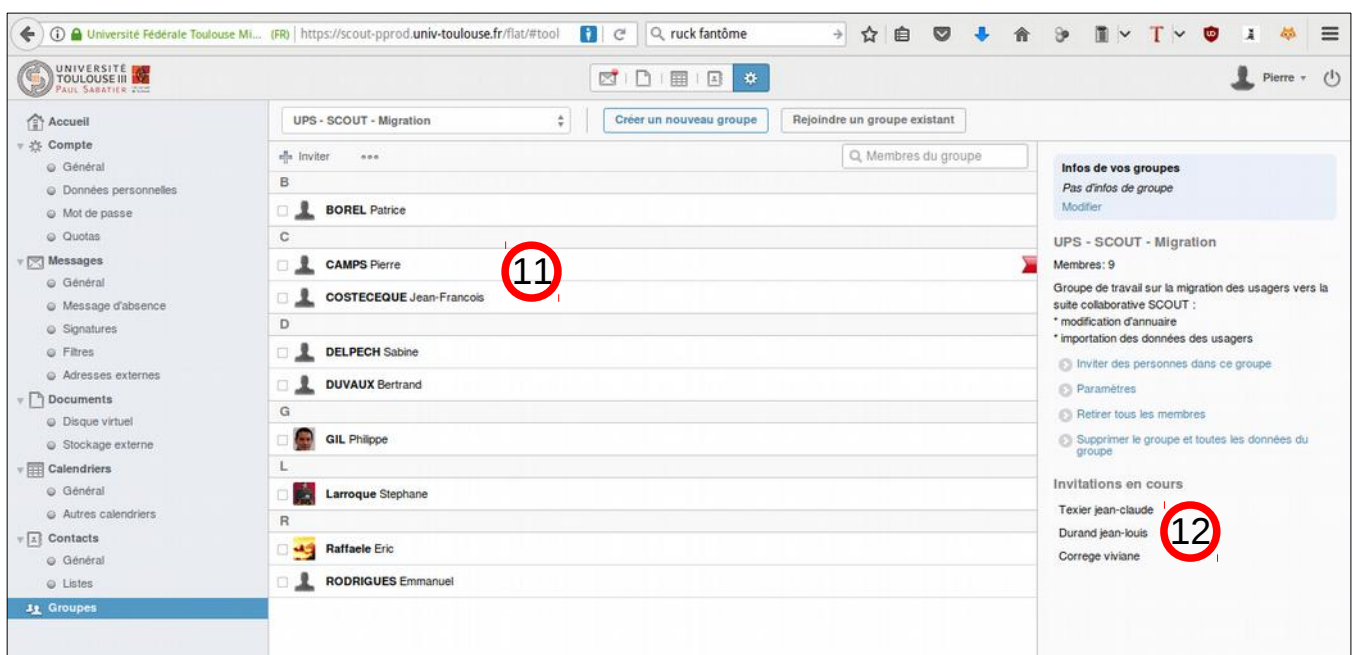 Université Fédérale Toulouse Mi... (FR) https://scout-pprod.univ-toulouse.fr/flat/#tool ruck fantôme
UNIVERSITÉ
TOULOUSE III
PAUL SABATIER
Pierre
Accueil
Compte
Général
Données personnelles
Mot de passe
Quotas
Messages
Général
Message d'absence
Signatures
Filtres
Adresses externes
Documents
Disque virtuel
Stockage externe
Calendriers
Général
Autres calendriers
Contacts
Général
Listes
Groupes
UPS - SCOUT - Migration Créer un nouveau groupe Rejoindre un groupe existant
Inviter Membres du groupe
B
BOREL Patrice
C
CAMPS Pierre
11
COSTECEQUE Jean-Francois
D
DELPECH Sabine
DUVAUX Bertrand
G
GIL Philippe
L
Larroque Stephane
R
Raffaele Eric
RODRIGUES Emmanuel
Infos de vos groupes
Pas d'infos de groupe
Modifier
UPS - SCOUT - Migration
Membres: 9
Groupe de travail sur la migration des usagers vers la
suite collaborative SCOUT :
* modification d'annuaire
* importation des données des usagers
Inviter des personnes dans ce groupe
Paramètres
Retirer tous les membres
Supprimer le groupe et toutes les données du
groupe
Invitations en cours
Texier jean-claude
Durand jean-louis
12
Correge viviane